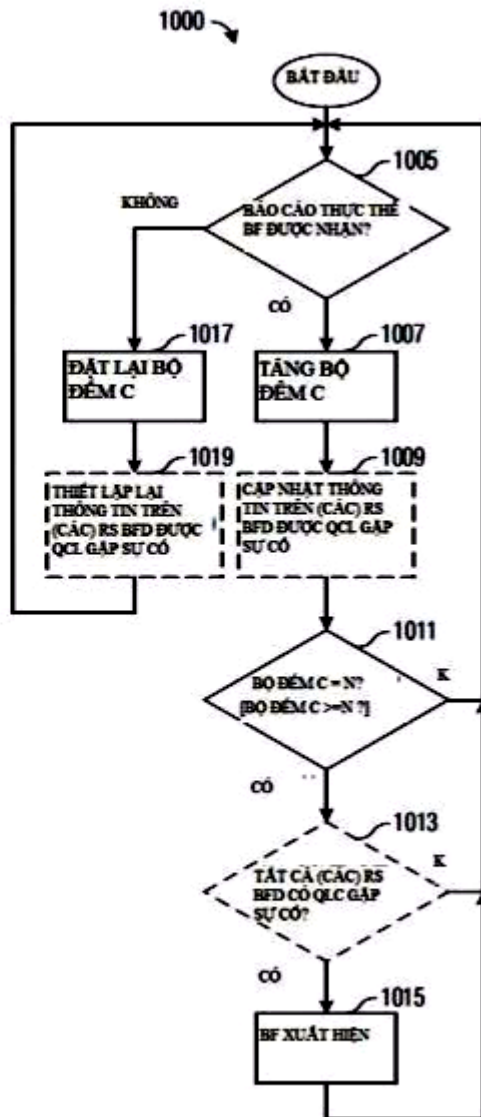 1000
BẮT ĐẦU
1005
KHÔNG
BÁO CÁO THỰC THỂ
BF ĐƯỢC NHẬN?
CÓ
1017
1007
ĐẶT LẠI BỘ
ĐẾM C
TĂNG BỘ
ĐẾM C
1019
1009
THIẾT LẬP LẠI
THÔNG TIN TRÊN
(CÁC) RS BFD ĐƯỢC
QCL GẶP SỰ CỐ
CẬP NHẬT THÔNG
TIN TRÊN (CÁC) RS
BFD ĐƯỢC QCL GẶP
SỰ CỐ
1011
BỘ ĐẾM C = N?
[BỘ ĐẾM C >=N ?]
K
CÓ
1013
K
TẤT CẢ (CÁC) RS
BFD CÓ QLC GẶP
SỰ CỐ?
CÓ
1015
BF XUẤT HIỆN